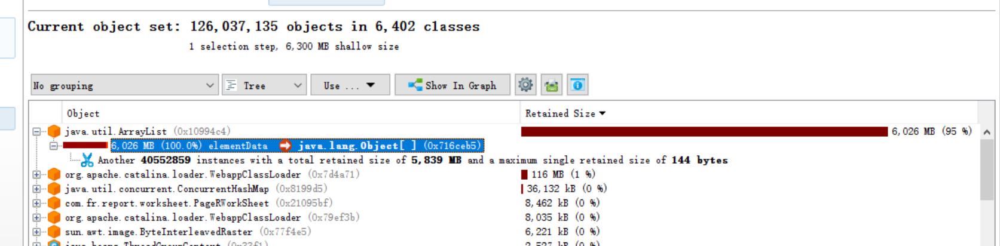 Current object set: 126,037,135 objects in 6,402 classes
1 selection step, 6,300 MB shallow size
No grouping Tree Use ... Show In Graph
Object Retained Size
java.util.ArrayList (0x10994c4) 6,026 MB (95 %)
6,026 MB (100.0%) elementData java.lang.Object[ ] (0x716ceb5)
Another 40552859 instances with a total retained size of 5,839 MB and a maximum single retained size of 144 bytes
org.apache.catalina.loader.WebappClassLoader (0x7d4a71) 116 MB (1 %)
java.util.concurrent.ConcurrentHashMap (0x8199d5) 36,132 kB (0 %)
com.fr.report.worksheet.PageRWorkSheet (0x21095bf) 8,462 kB (0 %)
org.apache.catalina.loader.WebappClassLoader (0x79ef3b) 8,035 kB (0 %)
sun.awt.image.ByteInterleavedRaster (0x77f4e5) 6,221 kB (0 %)